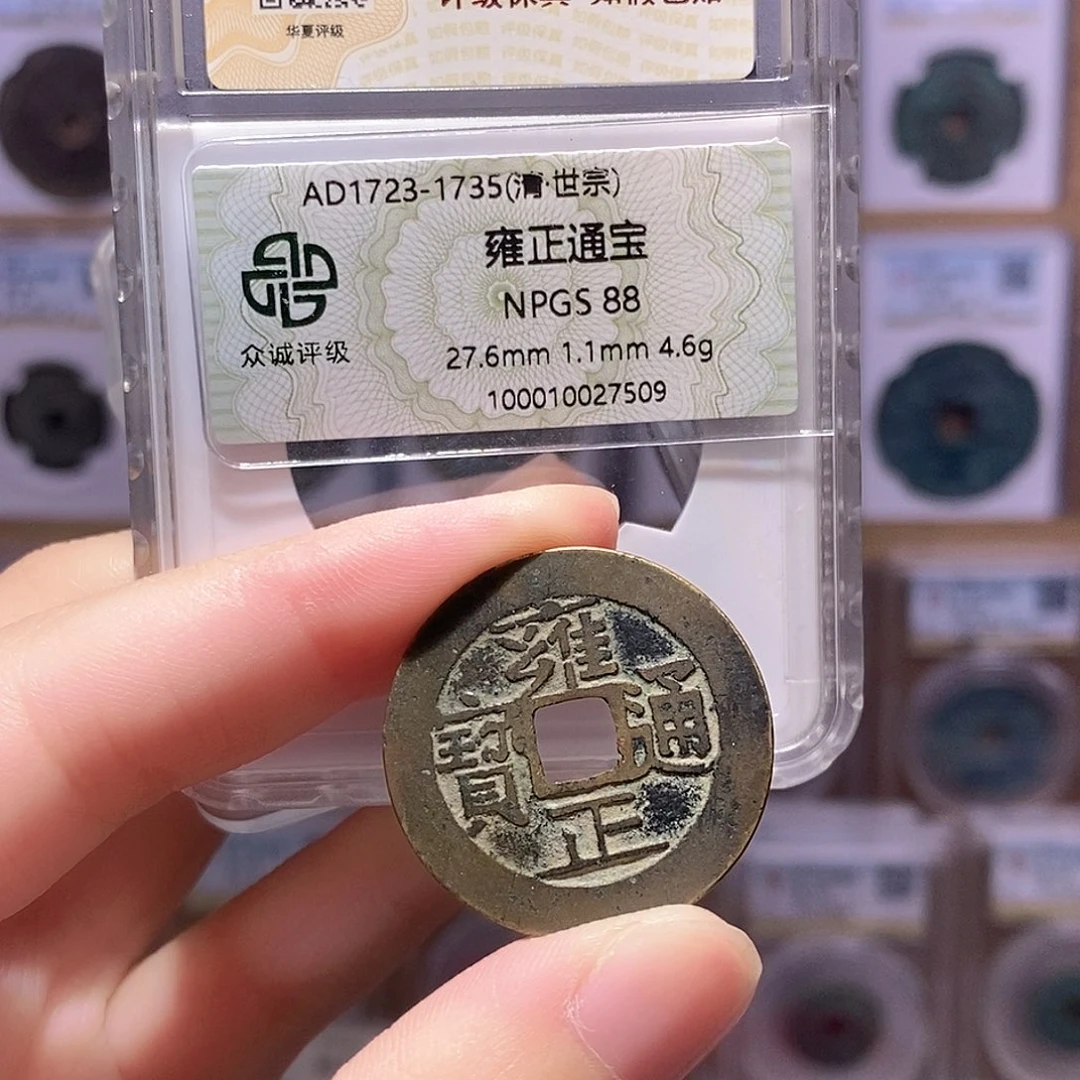 华夏评级
AD1723-1735(清·世宗)
雍正通宝
NPGS 88
众诚评级
27.6mm 1.1mm 4.6g
100010027509
雍正通寶